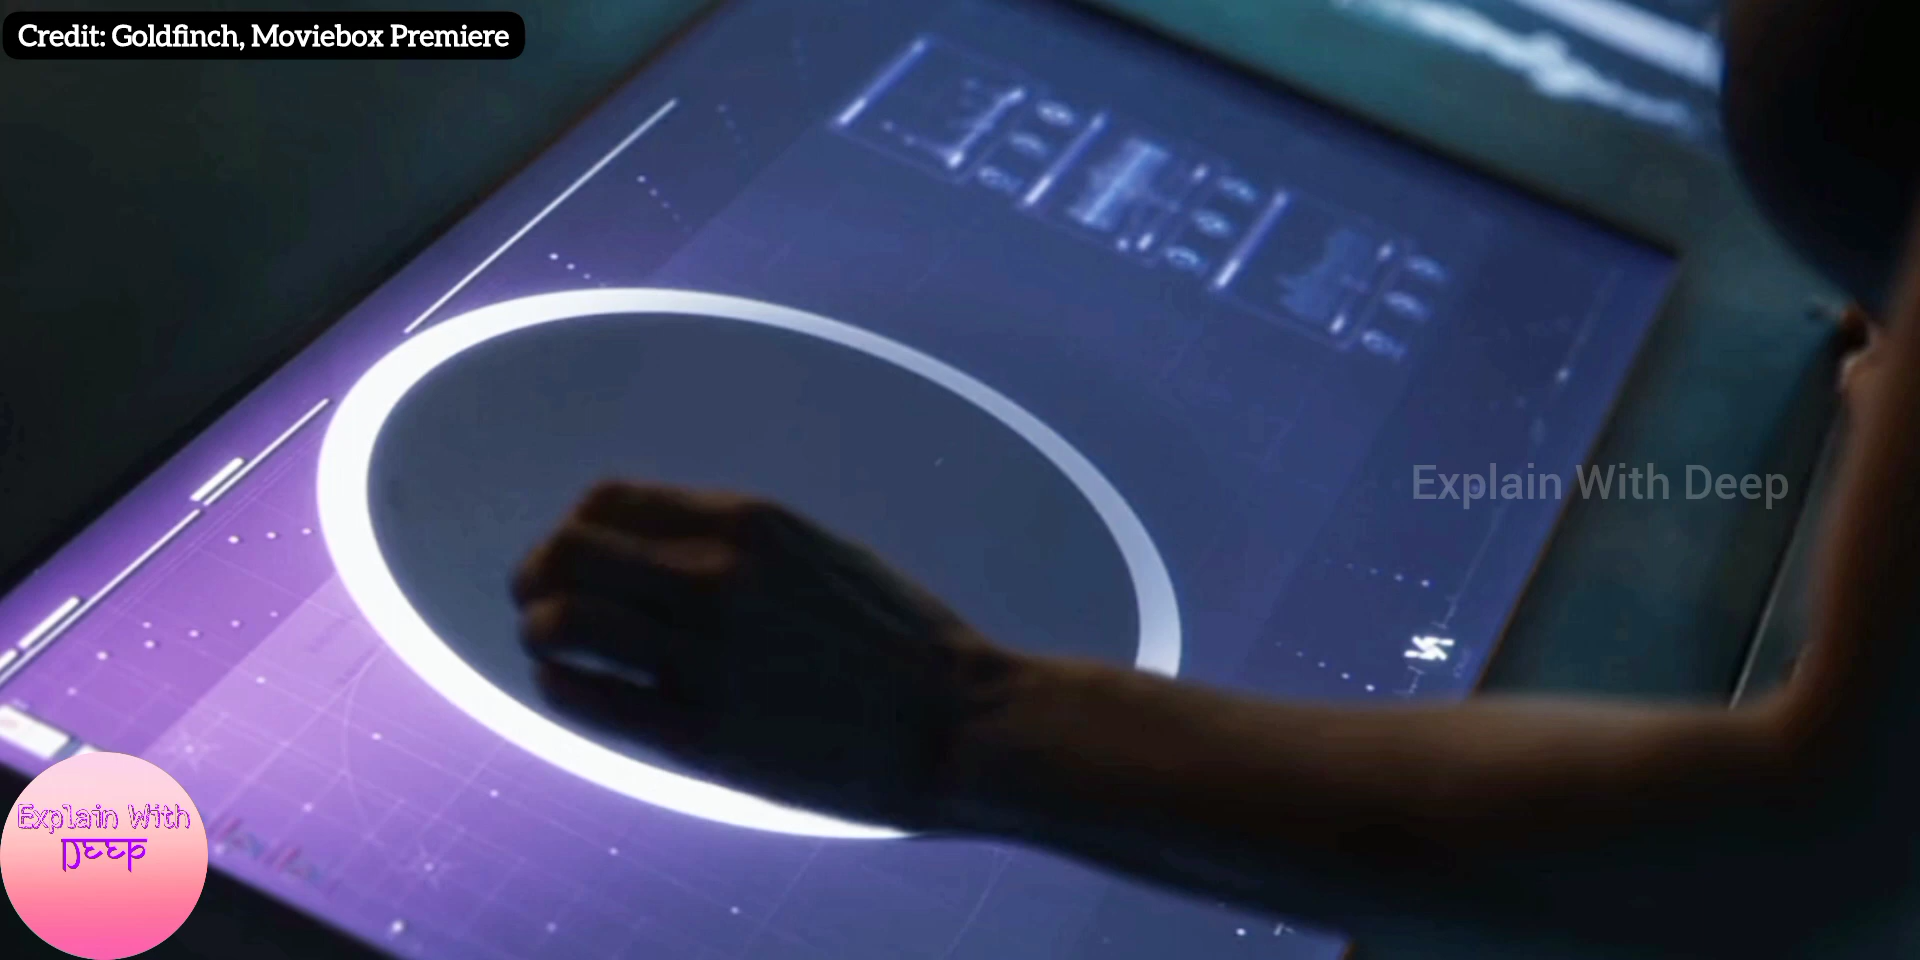 Credit: Goldfinch, Moviebox Premiere
Explain With Deep
Explain With
Deep